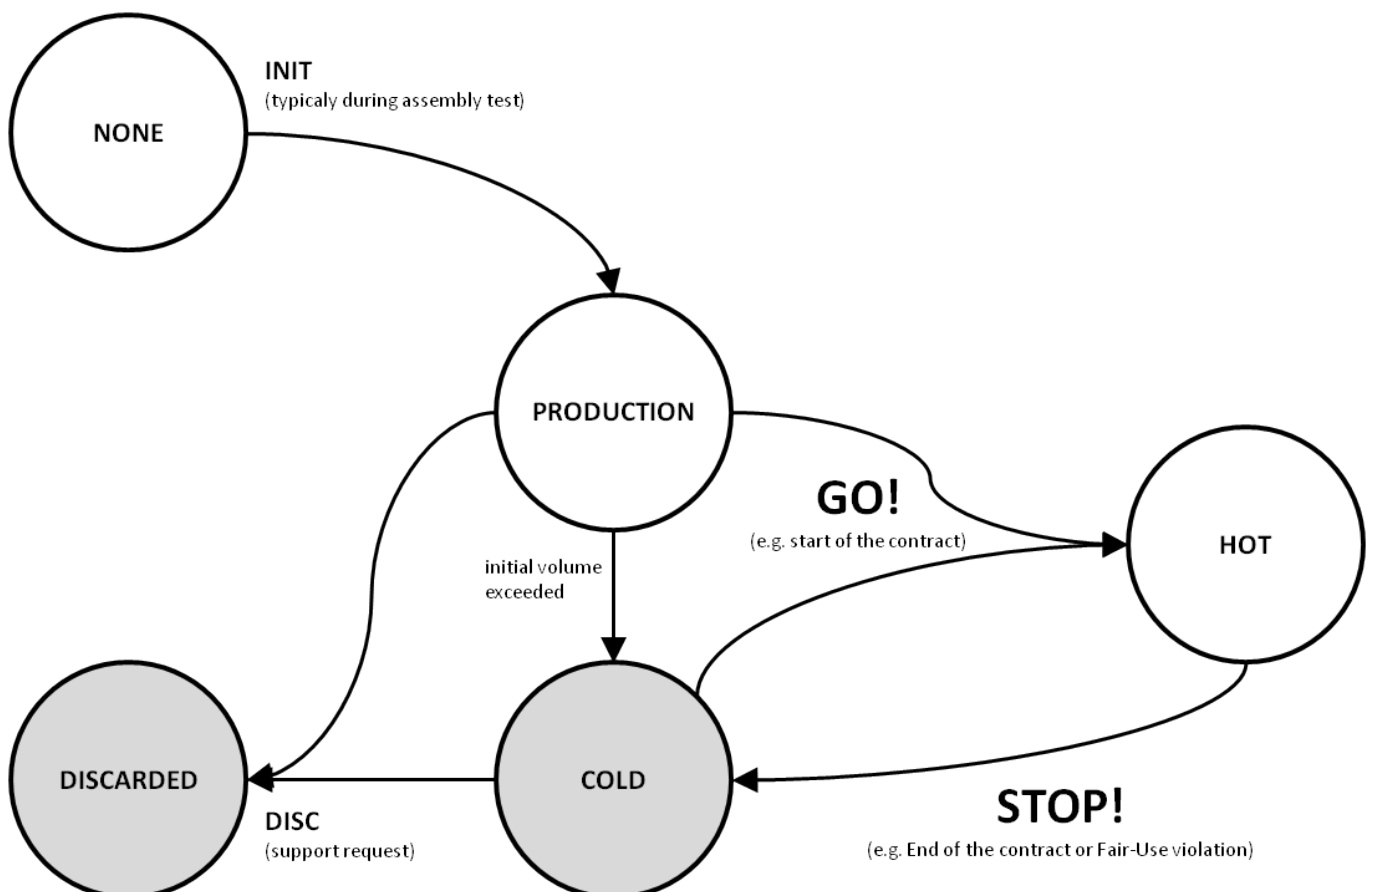 INIT
(typicaly during assembly test)
NONE
PRODUCTION
GO!
(e.g. start of the contract)
HOT
initial volume
exceeded
DISCARDED
COLD
DISC
(support request)
STOP!
(e.g. End of the contract or Fair-Use violation)